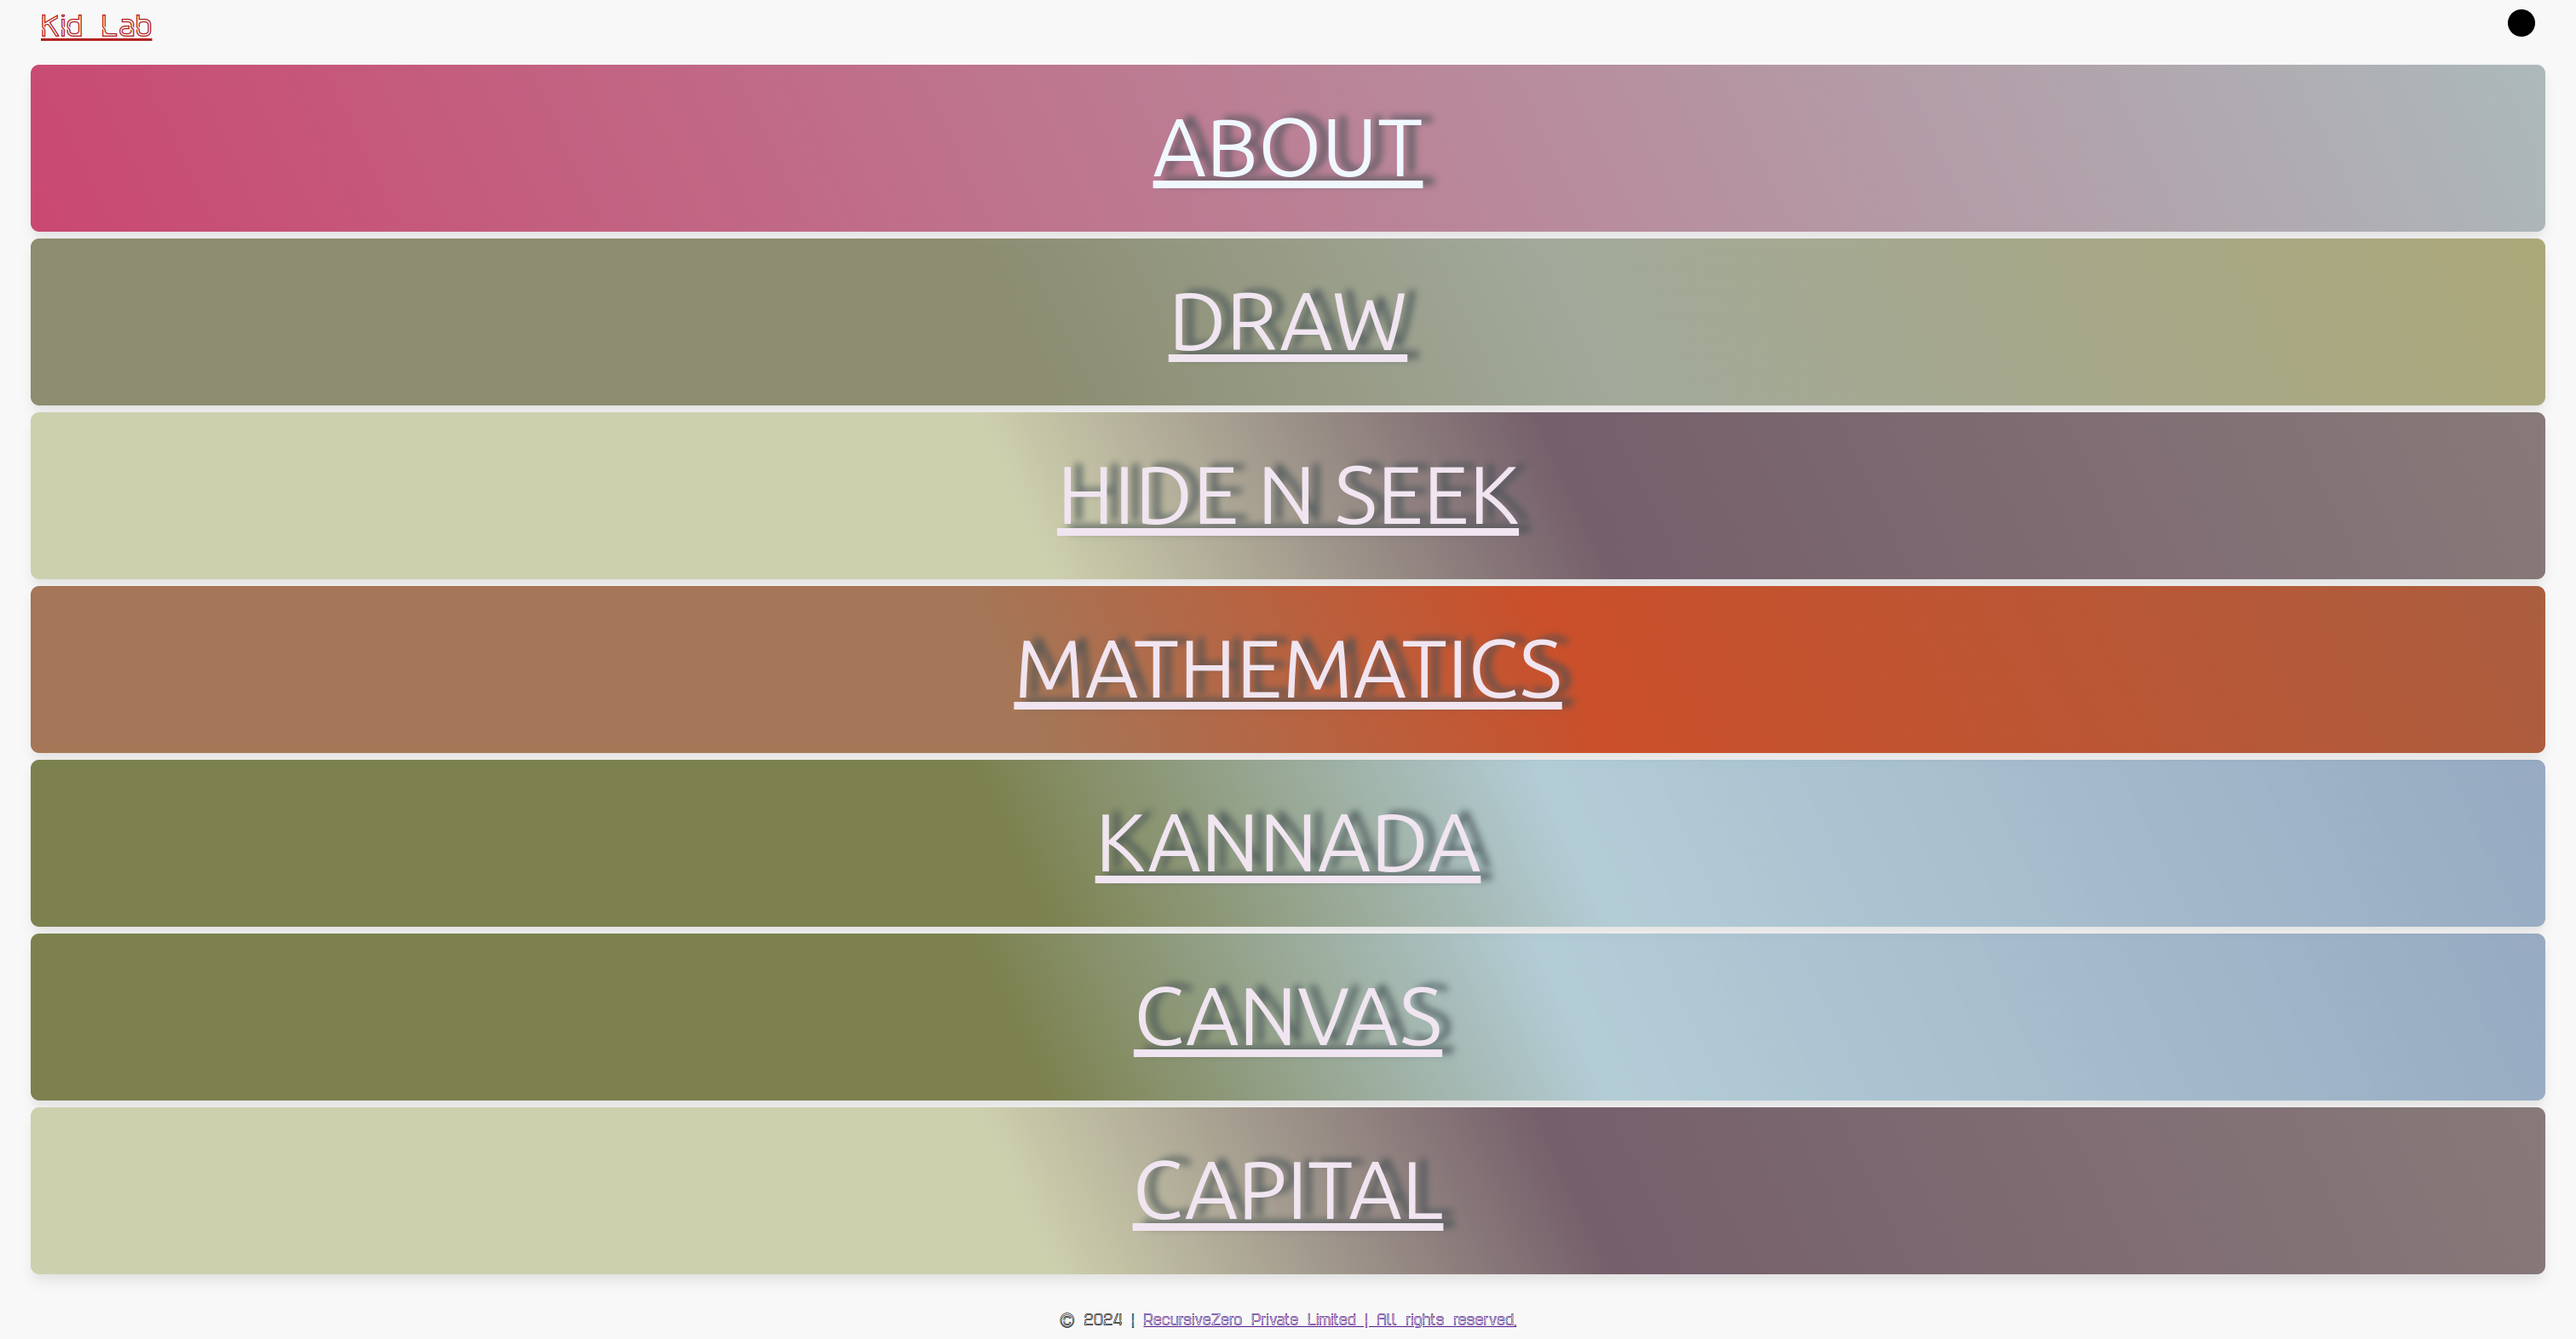 Kid Lab
ABOUT
DRAW
HIDE N SEEK
MATHEMATICS
KANNADA
CANVAS
CAPITAL
© 2024 | RecursiveZero Private Limited | All rights reserved.